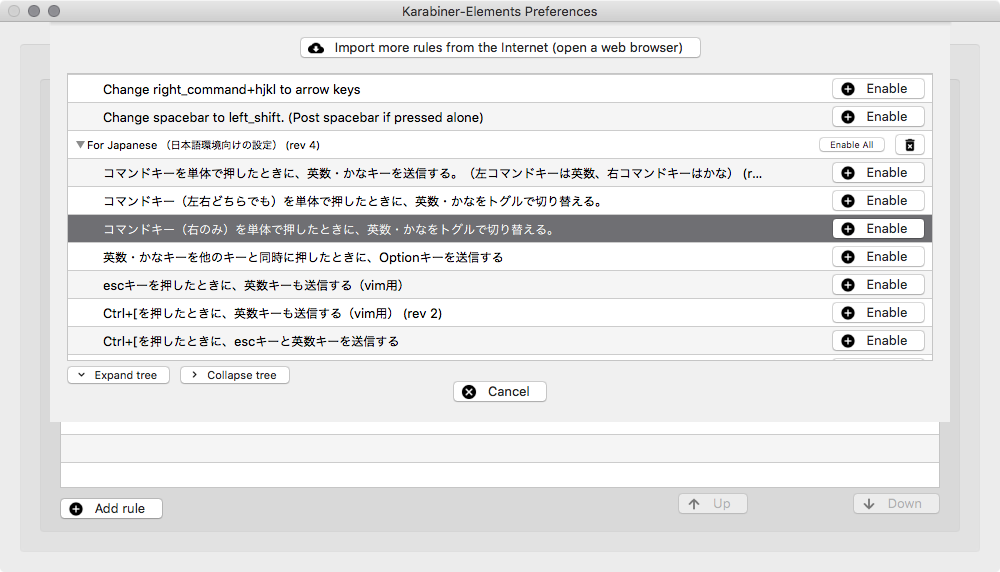 Karabiner-Elements Preferences
Import more rules from the Internet (open a web browser)
Change right_command+hjkl to arrow keys Enable
Change spacebar to left_shift. (Post spacebar if pressed alone) Enable
For Japanese （日本語環境向けの設定） (rev 4) Enable All
コマンドキーを単体で押したときに、英数・かなキーを送信する。（左コマンドキーは英数、右コマンドキーはかな） (r... Enable
コマンドキー（左右どちらでも）を単体で押したときに、英数・かなをトグルで切り替える。 Enable
コマンドキー（右のみ）を単体で押したときに、英数・かなをトグルで切り替える。 Enable
英数・かなキーを他のキーと同時に押したときに、Optionキーを送信する Enable
escキーを押したときに、英数キーも送信する（vim用） Enable
Ctrl+[を押したときに、英数キーも送信する（vim用） (rev 2) Enable
Ctrl+[を押したときに、escキーと英数キーを送信する Enable
Expand tree Collapse tree
Cancel
Add rule Up Down